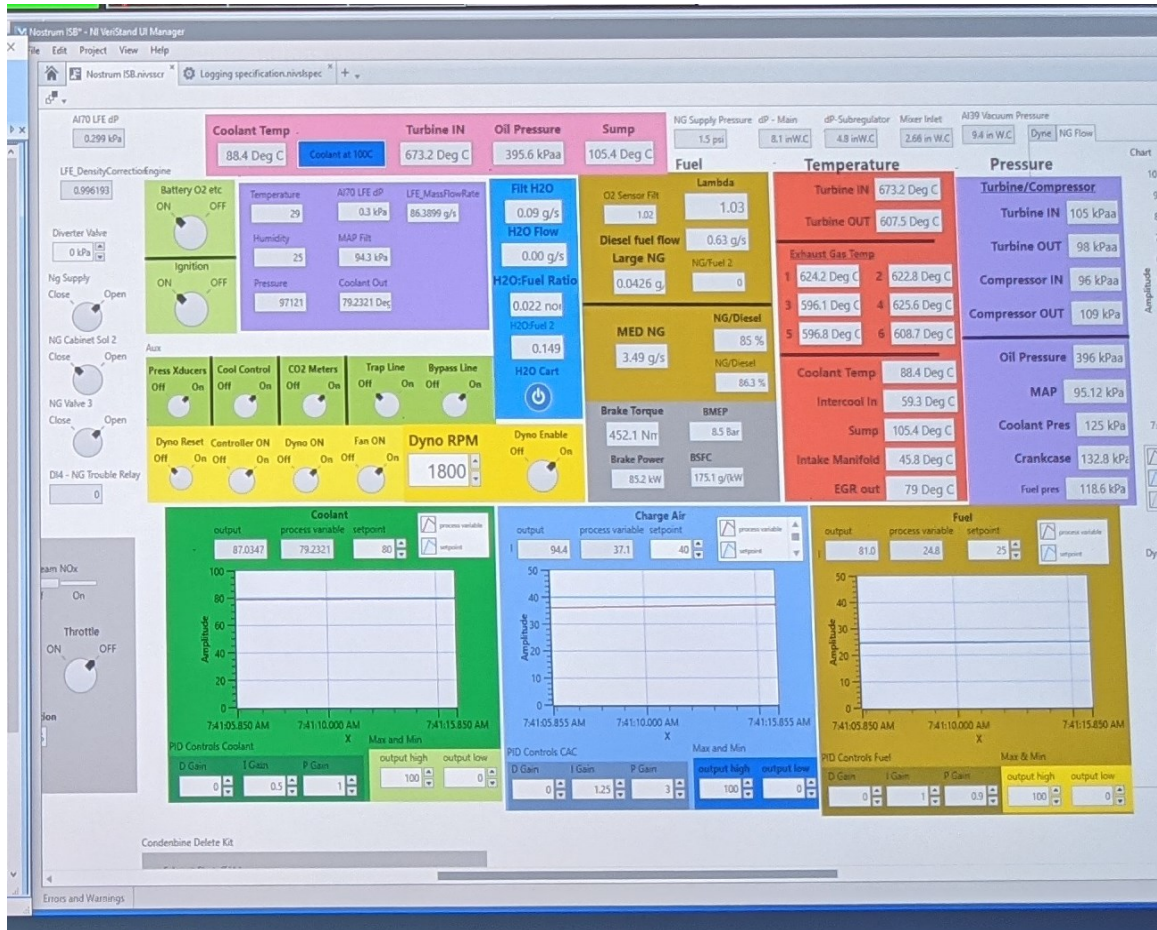 Nostrum ISB* - NI VeriStand UI Manager
File Edit Project View Help
Nostrum ISB.nivsscr
Logging specification.nivslspec
AI70 LFE dP
0.299 kPa
LFE_DensityCorrectionEngine
0.996193
Diverter Valve
0 kPa
Ng Supply
Close Open
NG Cabinet Sol 2
Close Open
NG Valve 3
Close Open
DI4 - NG Trouble Relay
0
eam NOx
On
Throttle
ON OFF
Coolant Temp
88.4 Deg C
Coolant at 100C
Turbine IN
673.2 Deg C
Oil Pressure
395.6 kPaa
Sump
105.4 Deg C
NG Supply Pressure
1.5 psi
dP - Main
8.1 inW.C
dP-Subregulator
4.8 inW.C
Mixer Inlet
2.66 in W.C
AI39 Vacuum Pressure
9.4 in W.C
Dyne NG Flow
Chart
Battery O2 etc
ON OFF
Ignition
ON OFF
Temperature
29
AI70 LFE dP
0.3 kPa
LFE_MassFlowRate
86.3899 g/s
Humidity
25
MAP Filt
94.3 kPa
Pressure
97121
Coolant Out
79.2321 Deg
Filt H2O
0.09 g/s
H2O Flow
0.00 g/s
H2O:Fuel Ratio
0.022 nor
H2O:Fuel 2
0.149
H2O Cart
Fuel
O2 Sensor Filt
1.02
Lambda
1.03
Diesel fuel flow
0.63 g/s
Large NG
0.0426 g
NG/Fuel 2
0
MED NG
3.49 g/s
NG/Diesel
85 %
NG/Diesel
86.3 %
Brake Torque
452.1 Nm
BMEP
8.5 Bar
Brake Power
85.2 kW
BSFC
175.1 g/(kW
Temperature
Turbine IN 673.2 Deg C
Turbine OUT 607.5 Deg C
Exhaust Gas Temp
1 624.2 Deg C 2 622.8 Deg C
3 596.1 Deg C 4 625.6 Deg C
5 596.8 Deg C 6 608.7 Deg C
Coolant Temp 88.4 Deg C
Intercool In 59.3 Deg C
Sump 105.4 Deg C
Intake Manifold 45.8 Deg C
EGR out 79 Deg C
Pressure
Turbine/Compressor
Turbine IN 105 kPaa
Turbine OUT 98 kPaa
Compressor IN 96 kPaa
Compressor OUT 109 kPaa
Oil Pressure 396 kPaa
MAP 95.12 kPa
Coolant Pres 125 kPa
Crankcase 132.8 kPa
Fuel pres 118.6 kPa
Amplitude
Aux
Press Xducers
Off On
Cool Control
Off On
CO2 Meters
Off On
Trap Line
Off On
Bypass Line
Off On
Dyno Reset
Off On
Controller ON
Off On
Dyno ON
Off On
Fan ON
Off On
Dyno RPM
1800
Dyno Enable
Off On
Coolant
output process variable setpoint
87.0347 79.2321 80
process variable
setpoint
Amplitude
100
80
60
40
20
0
7:41:05.850 AM 7:41:10.000 AM 7:41:15.850 AM
X
PID Controls Coolant
D Gain I Gain P Gain
0 0.5 1
Max and Min
output high output low
100 0
Charge Air
output process variable setpoint
94.4 37.1 40
process variable
setpoint
Amplitude
50
40
30
20
10
0
7:41:05.855 AM 7:41:10.000 AM 7:41:15.855 AM
X
PID Controls CAC
D Gain I Gain P Gain
0 1.25 3
Max and Min
output high output low
100 0
Fuel
output process variable setpoint
81.0 24.8 25
process variable
setpoint
Amplitude
50
40
30
20
10
0
7:41:05.850 AM 7:41:10.000 AM 7:41:15.850 AM
X
PID Controls Fuel
D Gain I Gain P Gain
0 1 0.9
Max & Min
output high output low
100 0
Condenbine Delete Kit
Errors and Warnings